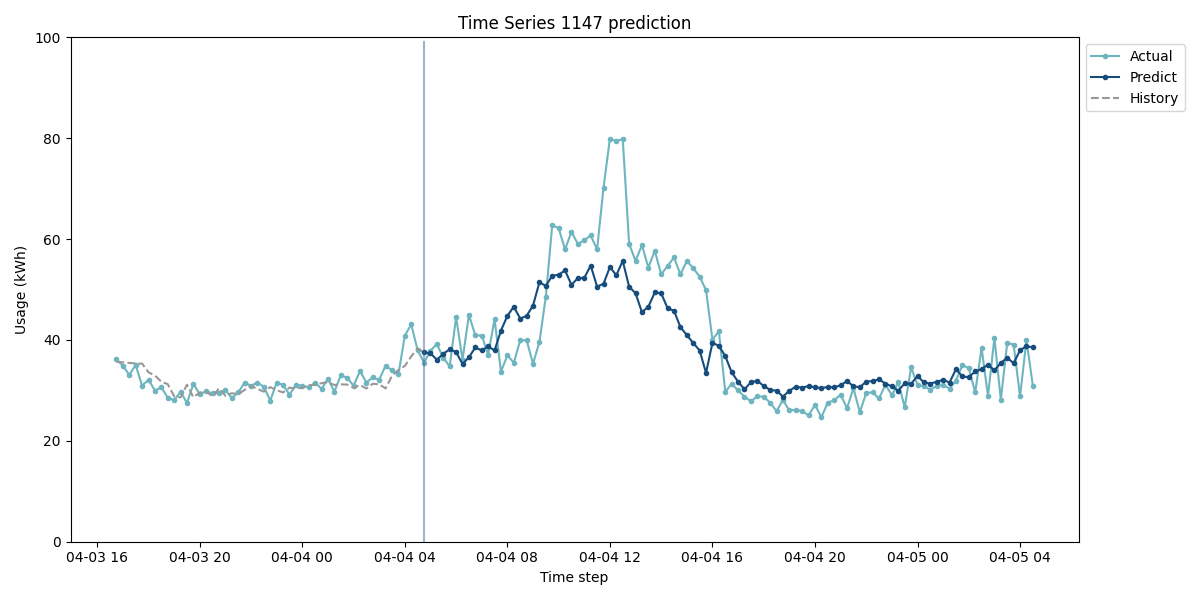 Time Series 1147 prediction
Usage (kWh)
100
80
60
40
20
0
04-03 16
04-03 20
04-04 00
04-04 04
04-04 08
04-04 12
04-04 16
04-04 20
04-05 00
04-05 04
Time step
Actual
Predict
History